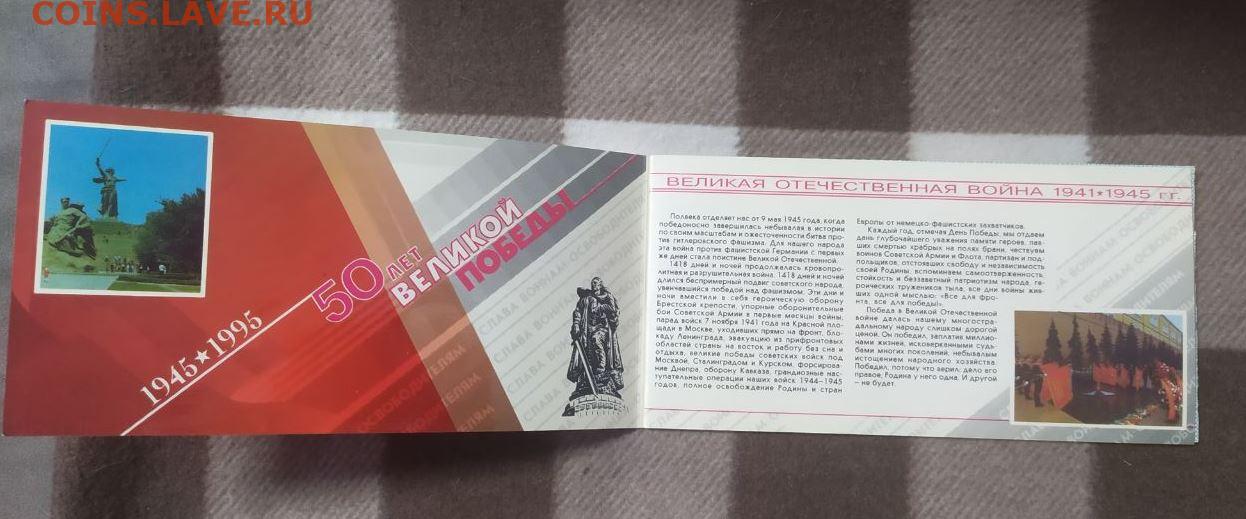 COINS.LAVE.RU
1945★1995
50 ЛЕТ
ВЕЛИКОЙ
ПОБЕДЫ
ВЕЛИКАЯ ОТЕЧЕСТВЕННАЯ ВОЙНА 1941★1945 ГГ.
Полвека отделяет нас от 9 мая 1945 года, когда
победоносно завершилась небывалая в истории
по своим масштабам и ожесточенности битва про-
тив гитлеровского фашизма. Для нашего народа
эта война против фашистской Германии с первых
же дней стала поистине Великой Отечественной.
1418 дней и ночей продолжалась кровопро-
литная и разрушительная война. 1418 дней и ночей
длился беспримерный подвиг советского народа,
увенчавшийся победой над фашизмом. Эти дни и
ночи вместили в себя героическую оборону
Брестской крепости, упорные оборонительные
бои Советской Армии в первые месяцы войны,
парад войск 7 ноября 1941 года на Красной пло-
щади в Москве, уходивших прямо на фронт, бло-
каду Ленинграда, эвакуацию из прифронтовых
областей страны на восток и работу без сна и
отдыха, великие победы советских войск под
Москвой, Сталинградом и Курском, форсирова-
ние Днепра, оборону Кавказа, грандиозные нас-
тупательные операции наших войск 1944–1945
годов, полное освобождение Родины и стран
Европы от немецко-фашистских захватчиков.
Каждый год, отмечая День Победы, мы отдаем
дань глубочайшего уважения памяти героев, пав-
ших смертью храбрых на полях брани, чествуем
воинов Советской Армии и Флота, партизан и под-
польщиков, отстоявших свободу и независимость
своей Родины, вспоминаем самоотверженность,
стойкость и беззаветный патриотизм народа, ге-
роических тружеников тыла, все дни войны жив-
ших одной мыслью: «Все для фро-
нта, все для победы!».
Победа в Великой Отечественной
войне далась нашему многостра-
дальному народу слишком дорогой
ценой. Он победил, заплатив миллио-
нами жизней, исковерканными судь-
бами многих поколений, небывалым
истощением народного хозяйства.
Победил, потому что верил: дело его
правое, Родина у него одна. И другой
– не будет.